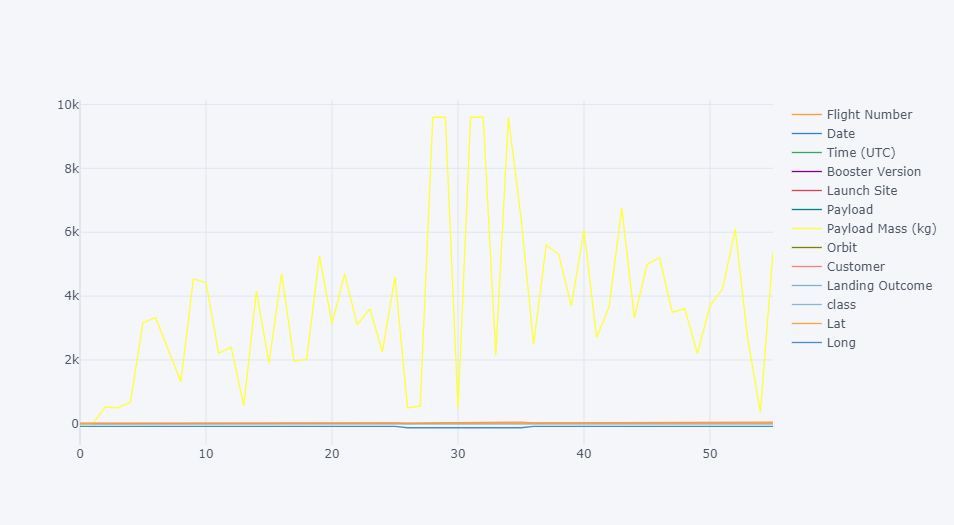 10k
8k
6k
4k
2k
0
0
10
20
30
40
50
Flight Number
Date
Time (UTC)
Booster Version
Launch Site
Payload
Payload Mass (kg)
Orbit
Customer
Landing Outcome
class
Lat
Long